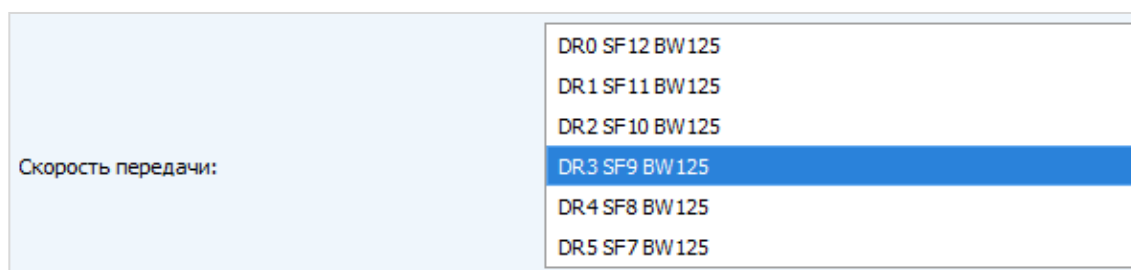 DR0 SF12 BW125
DR1 SF11 BW125
DR2 SF10 BW125
Скорость передачи:
DR3 SF9 BW125
DR4 SF8 BW125
DR5 SF7 BW125